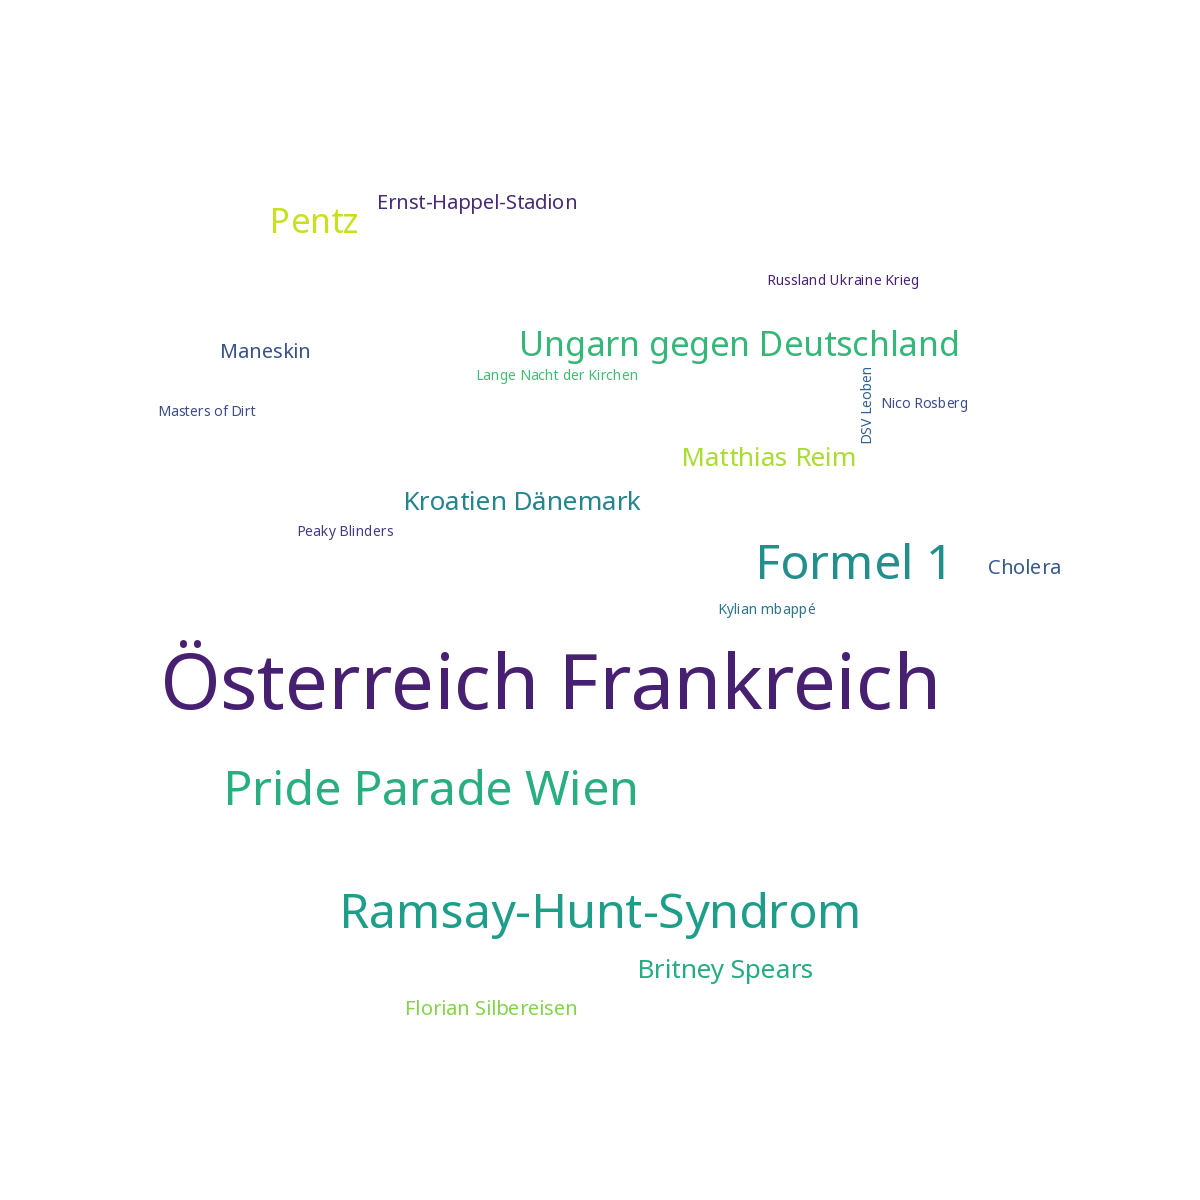 Ernst-Happel-Stadion
Pentz
Russland Ukraine Krieg
Ungarn gegen Deutschland
Maneskin
Lange Nacht der Kirchen
DSV Leoben
Nico Rosberg
Masters of Dirt
Matthias Reim
Kroatien Dänemark
Peaky Blinders
Formel 1
Cholera
Kylian mbappé
Österreich Frankreich
Pride Parade Wien
Ramsay-Hunt-Syndrom
Britney Spears
Florian Silbereisen